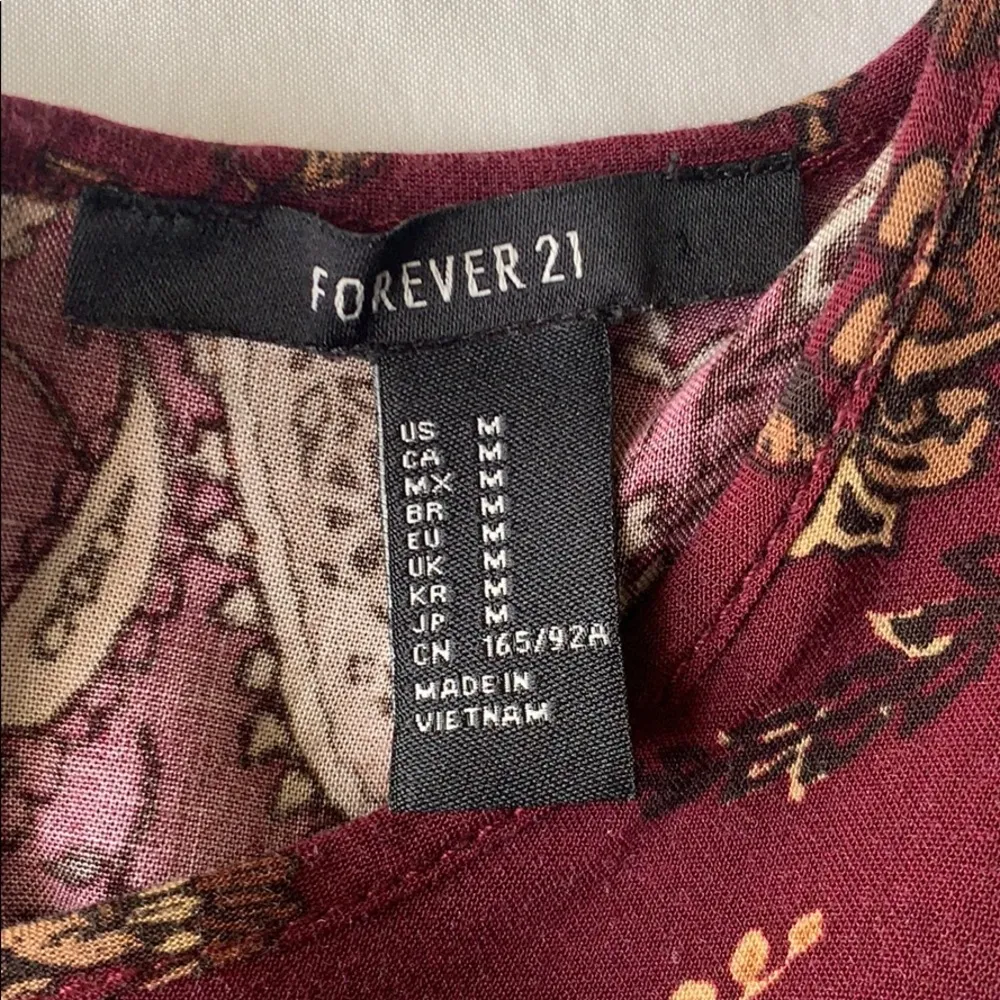 FOREVER 21
US M
CA M
MX M
BR M
EU M
UK M
KR M
JP M
CN 165/92A
MADE IN
VIETNAM